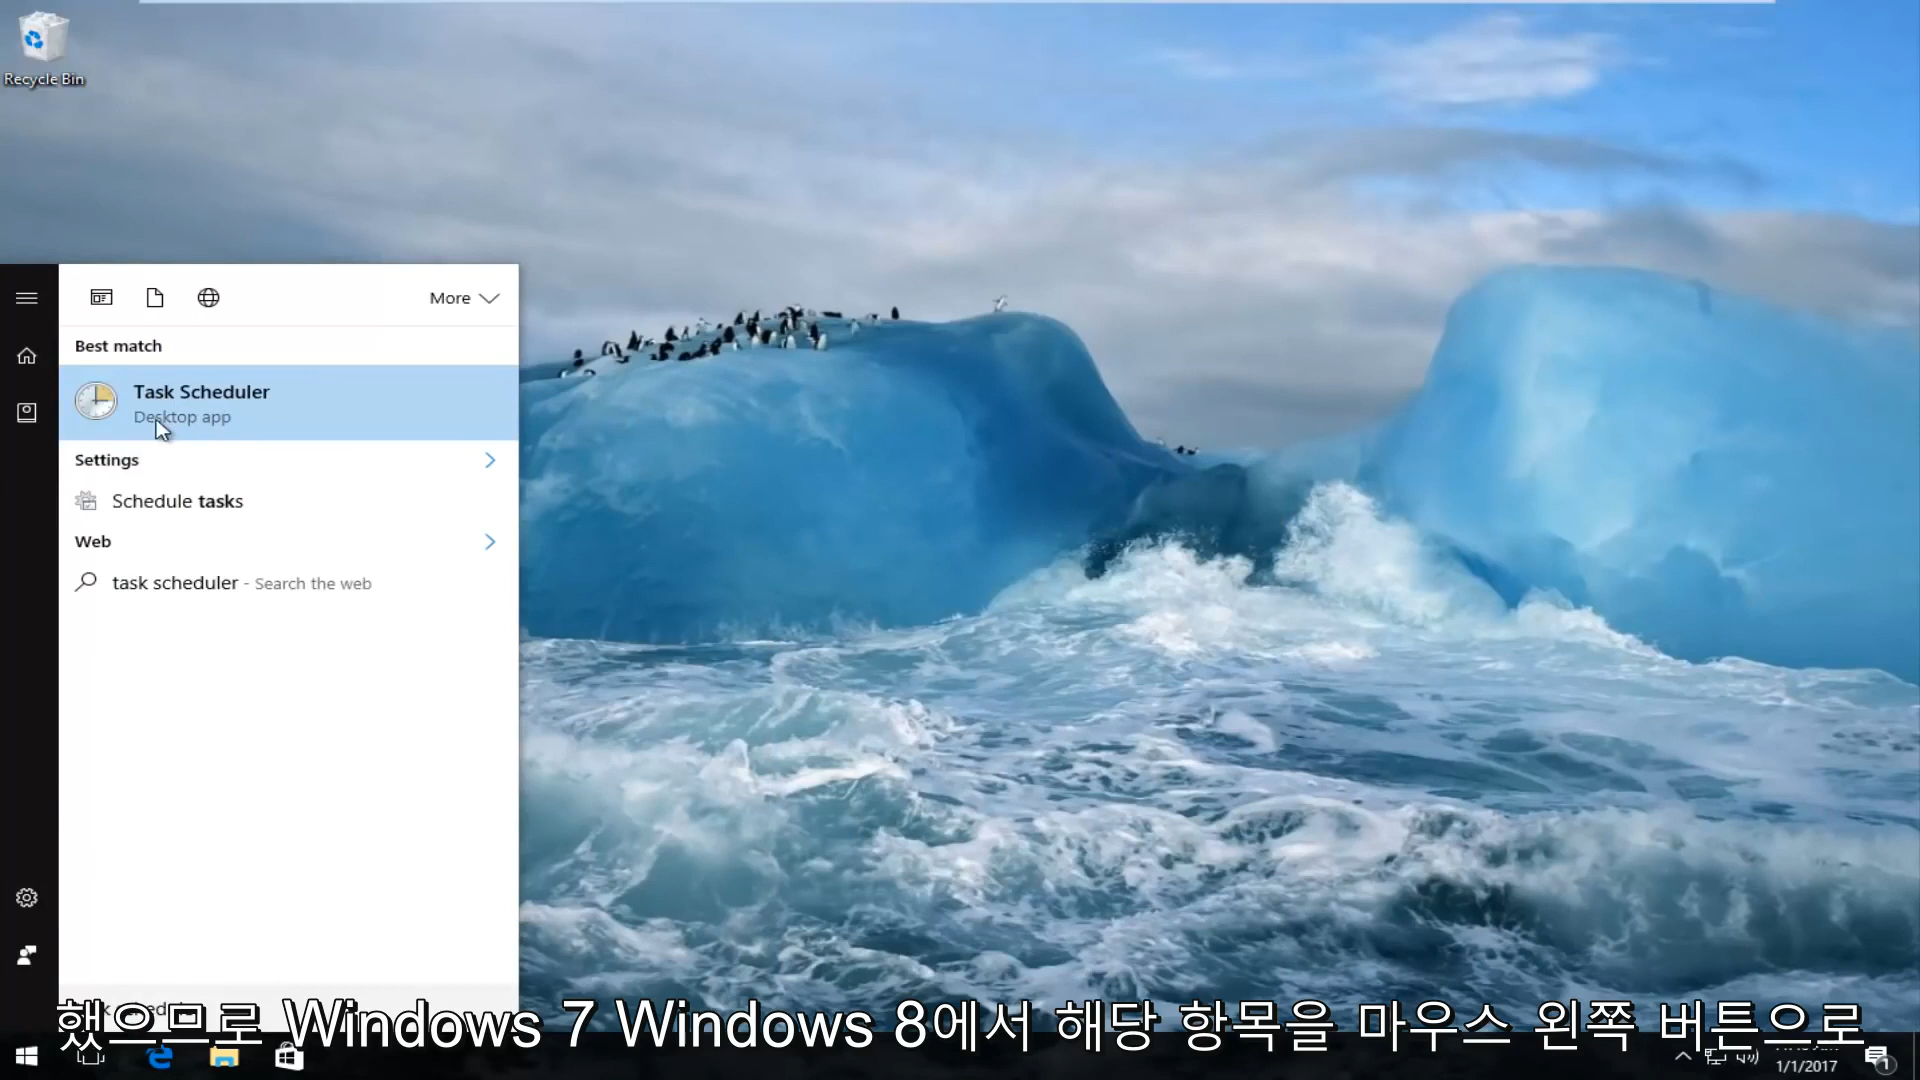 Recycle Bin
More
Best match
Task Scheduler
Desktop app
Settings
Schedule tasks
Web
task scheduler - Search the web
했으므로 Windows 7 Windows 8에서 해당 항목을 마우스 왼쪽 버튼으로
1/1/2017
1